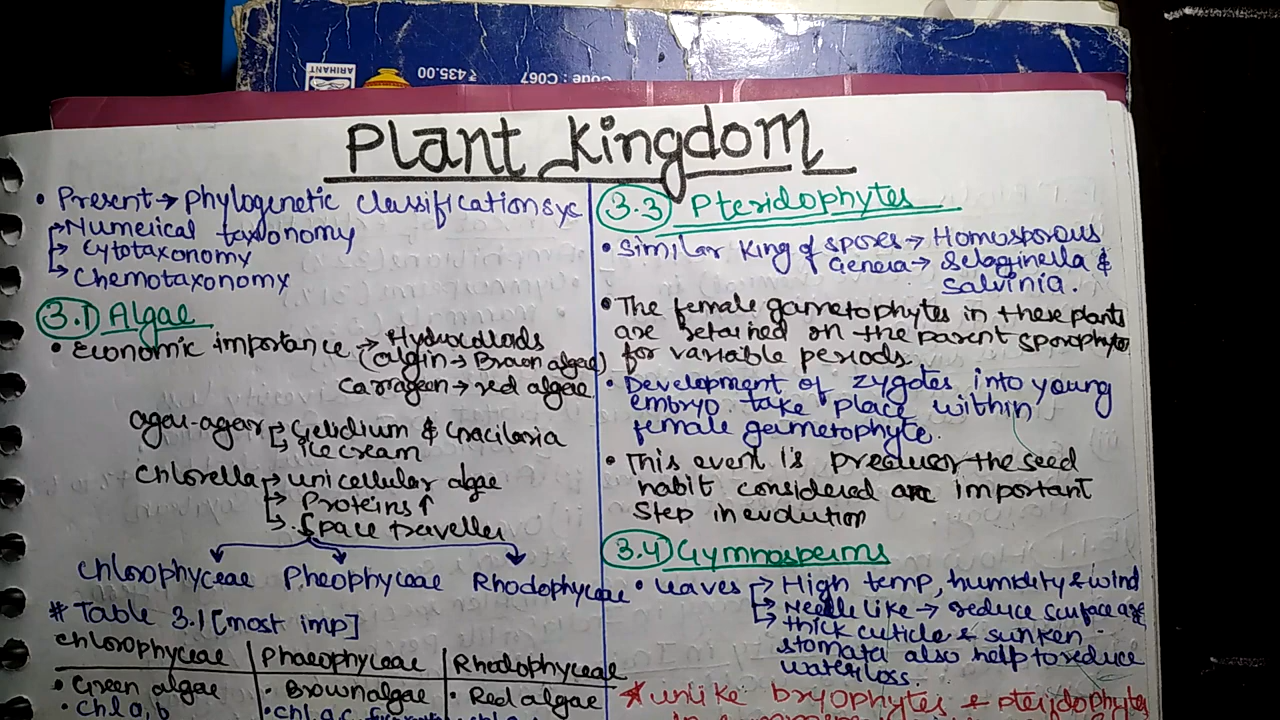 ARIHANT
₹ 435.00
Code : C067
Plant Kingdom
• Present → Phylogenetic classification sys
→ Numerical taxonomy
→ Cytotaxonomy
→ Chemotaxonomy
3.1) Algae
• Economic importance → Hydrocolloids
(algin → Brown algae)
carrageen → red algae
agar-agar → Gelidium & Gracilaria
→ ice cream
Chlorella → unicellular algae
→ Proteins ↑
→ Space traveller
Chlorophyceae Pheophycaae Rhodophyceae
# Table 3.1 [most imp]
chlorophyceae | Phaeophyceae | Rhodophyceae
• Green algae | • Brown algae | • Red algae
• Chl a, b | • chl a, c,
3.3) Pteridophytes
• Similar King of spores → Homosporous
Genera → Selaginella &
Salvinia.
• The female gametophytes in these plants
are retained on the parent sporophyte
for variable periods.
• Development of zygotes into young
embryo take place within
female gametophyte.
• This event is precusor the seed
habit considered an important
Step in evolution
3.4) Gymnosperms
• Leaves → High temp, humidity & wind
→ Needle like → reduce surface are
→ thick cuticle & sunken
stomata also help to reduce
water loss.
* unlike bryophytes & pteridophytes